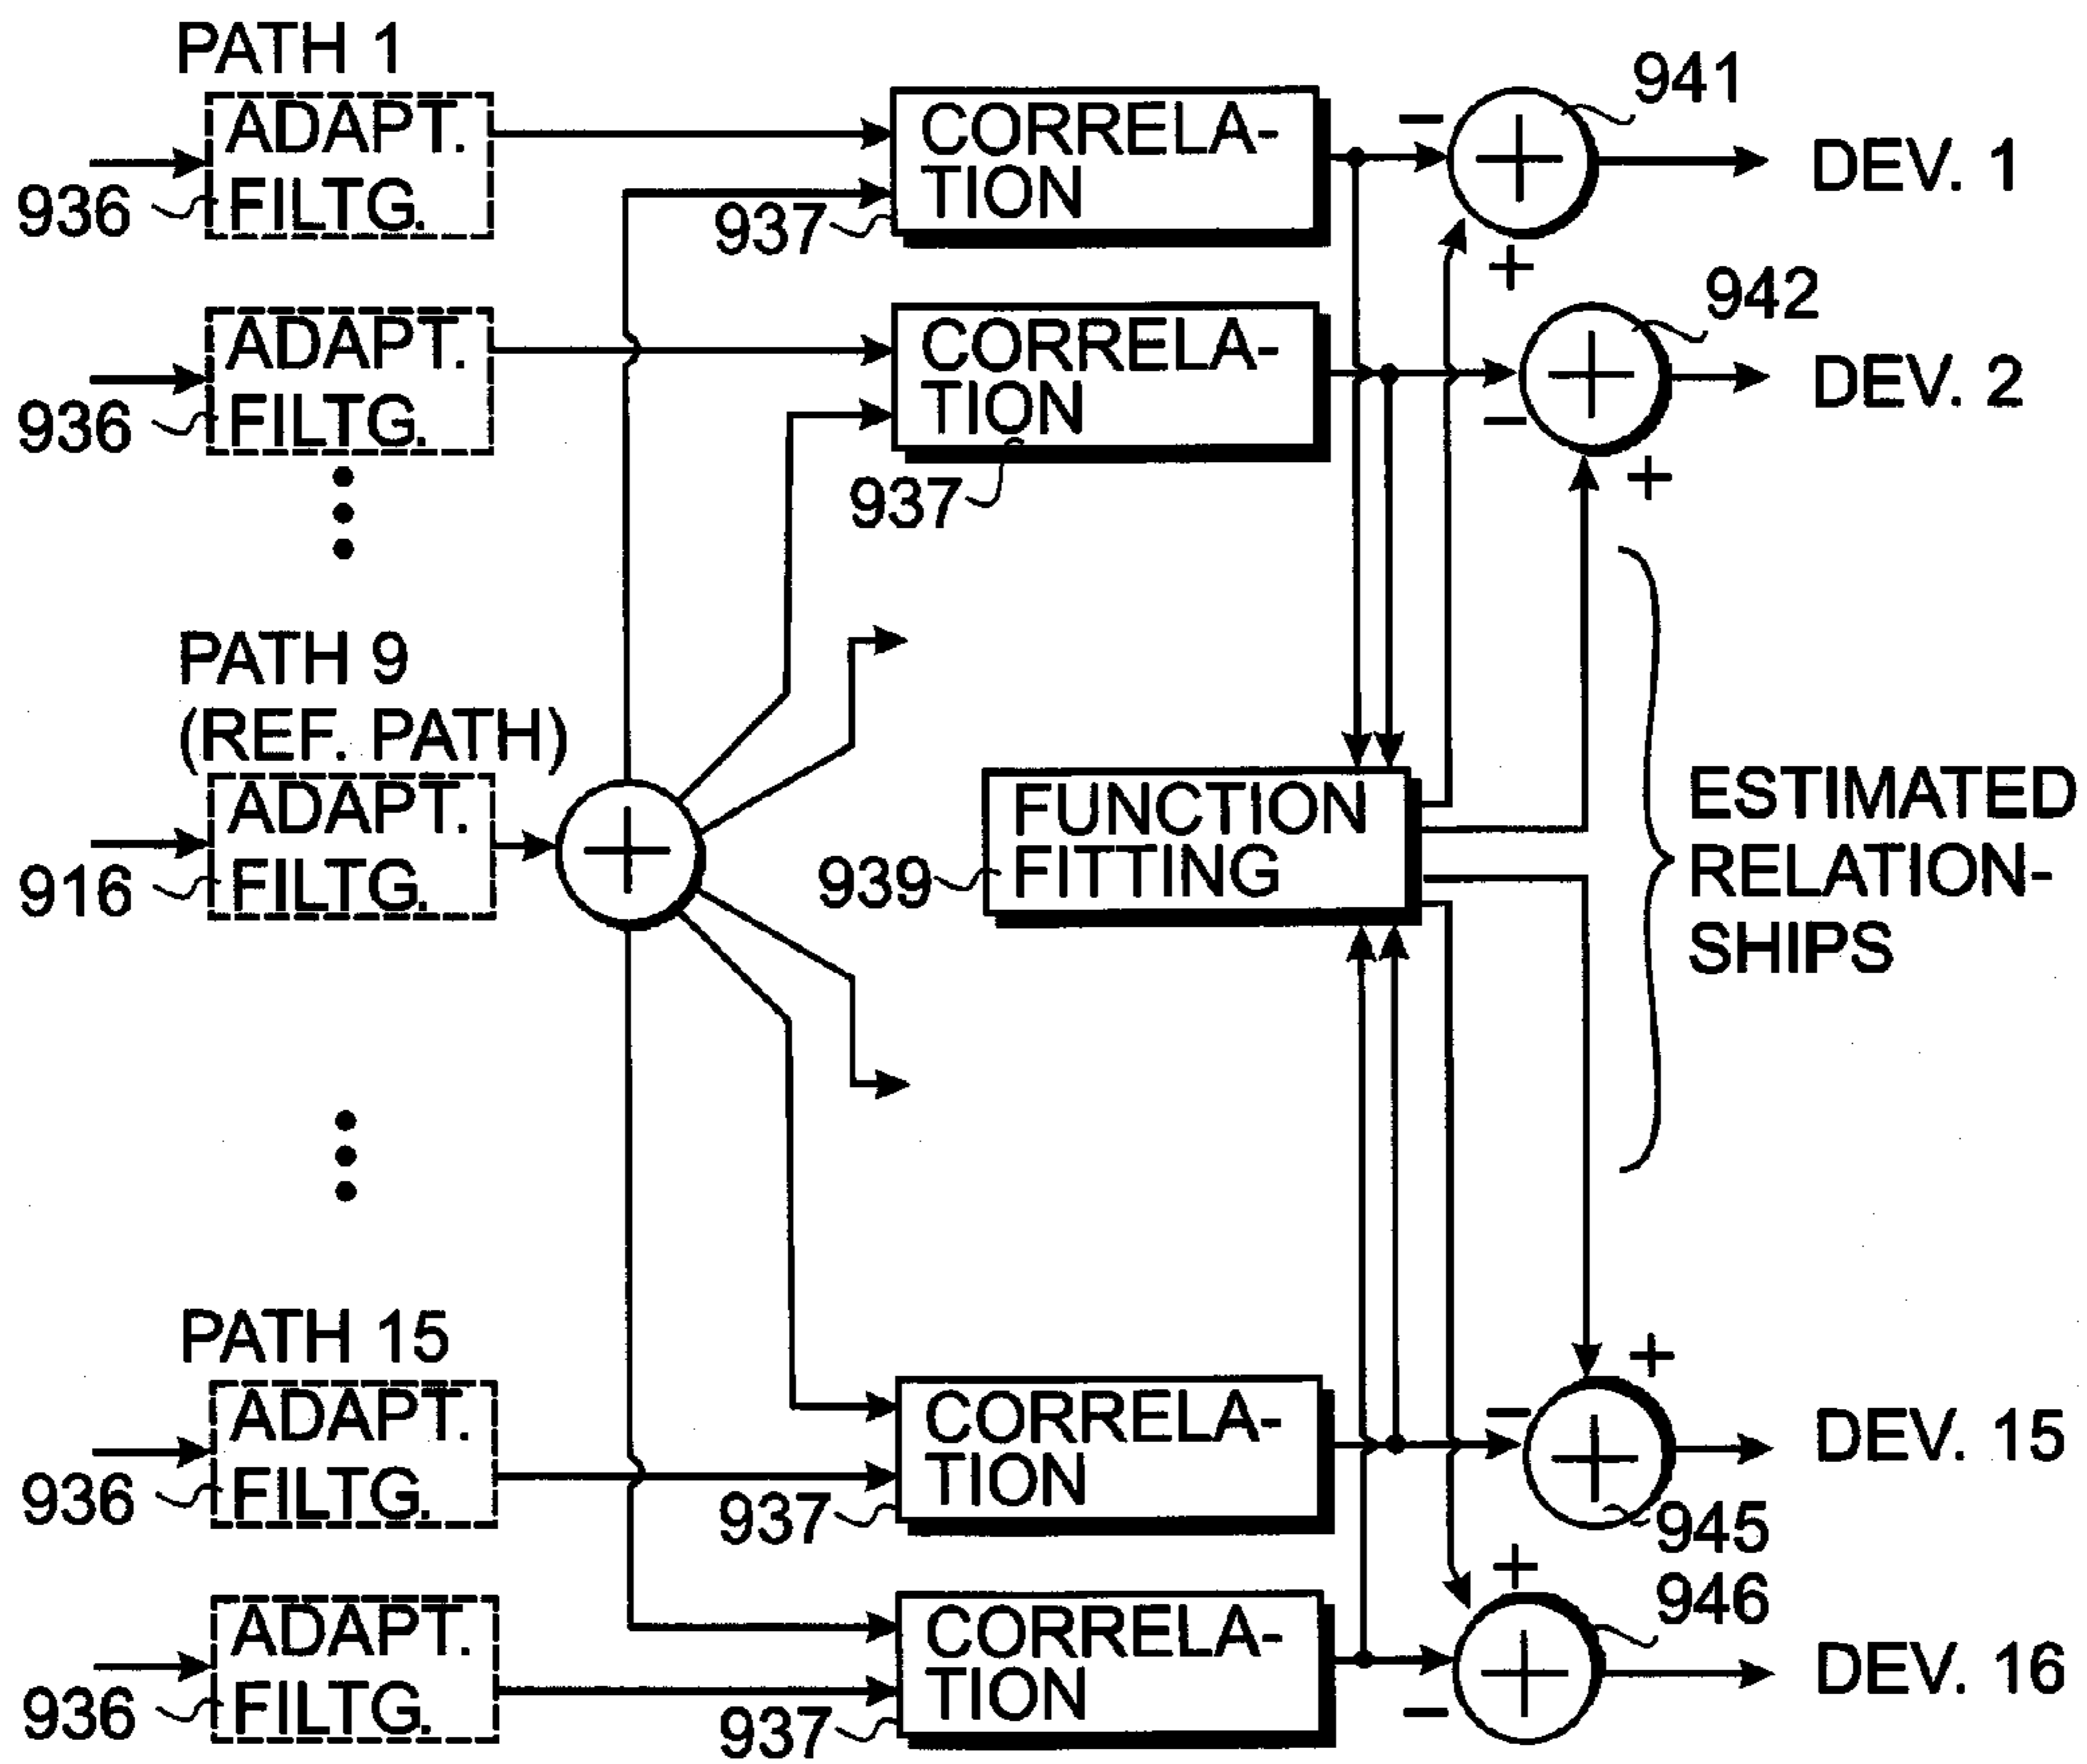 PATH 1
ADAPT.
FILTG.
936
CORRELA-
TION
937
−
+
941
DEV. 1
ADAPT.
FILTG.
936
CORRELA-
TION
937
−
+
942
DEV. 2
PATH 9
(REF. PATH)
ADAPT.
FILTG.
916
FUNCTION
FITTING
939
ESTIMATED
RELATION-
SHIPS
PATH 15
ADAPT.
FILTG.
936
CORRELA-
TION
937
−
+
945
DEV. 15
ADAPT.
FILTG.
936
CORRELA-
TION
937
−
+
946
DEV. 16